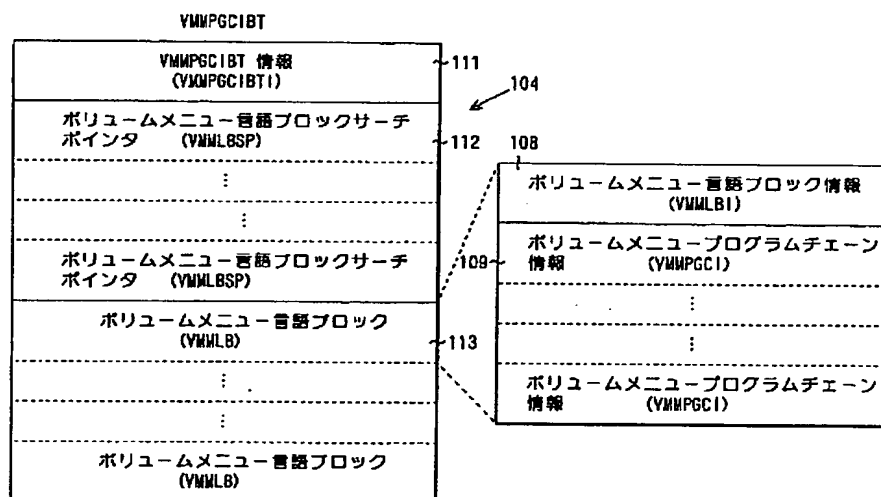 VMMPGCIBT
VMMPGCIBT 情報
(VMMPGCIBTI)
111
104
ボリュームメニュー言語ブロックサーチ
ポインタ (VMMLBSP)
112
⋮
⋮
ボリュームメニュー言語ブロックサーチ
ポインタ (VMMLBSP)
ボリュームメニュー言語ブロック
(VMMLB)
113
⋮
⋮
ボリュームメニュー言語ブロック
(VMMLB)
108
ボリュームメニュー言語ブロック情報
(VMMLBI)
109
ボリュームメニュープログラムチェーン
情報 (VMMPGCI)
⋮
⋮
ボリュームメニュープログラムチェーン
情報 (VMMPGCI)